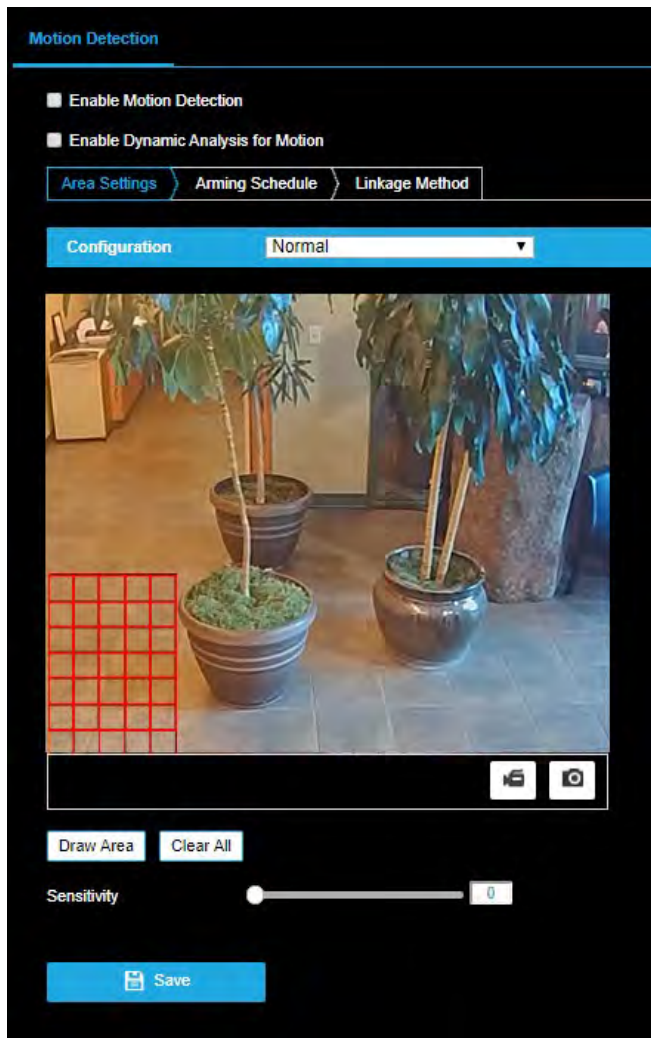 Motion Detection
Enable Motion Detection
Enable Dynamic Analysis for Motion
Area Settings Arming Schedule Linkage Method
Configuration Normal
Draw Area Clear All
Sensitivity 0
Save